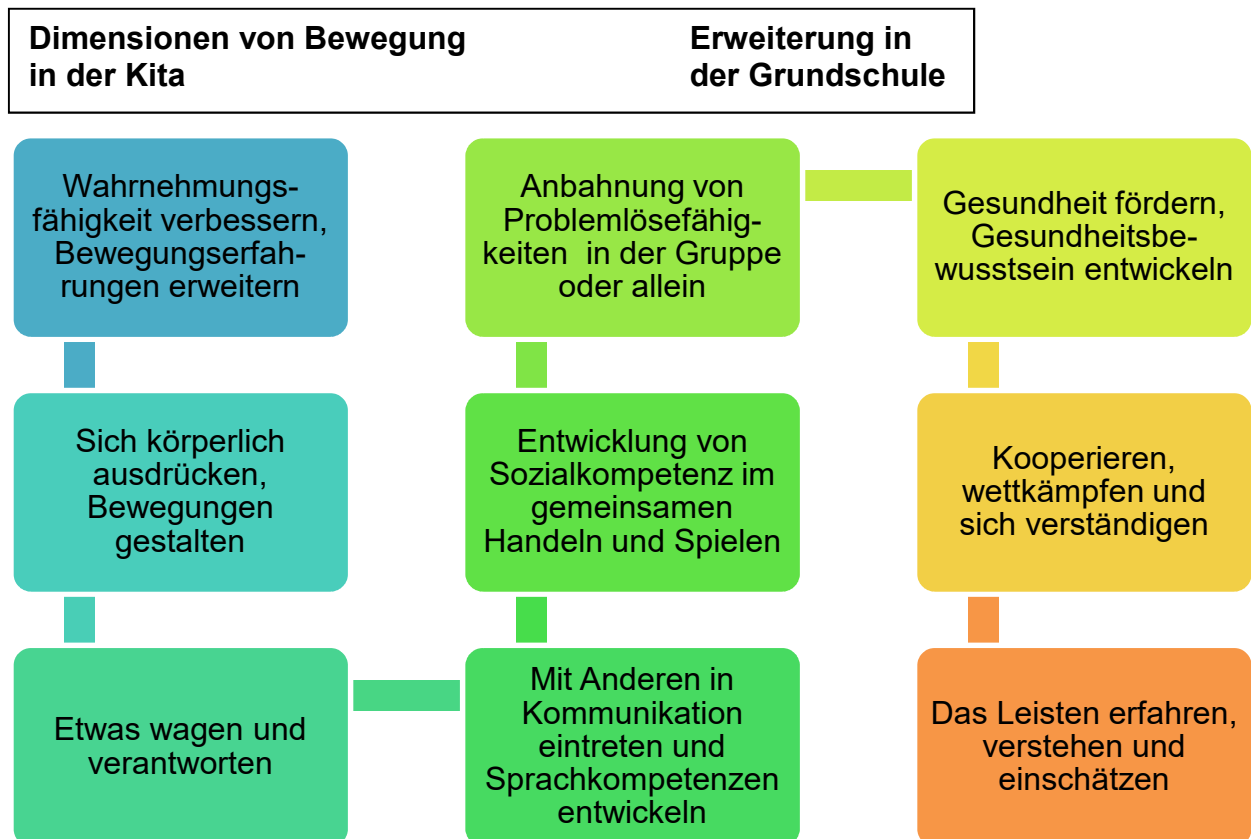 Dimensionen von Bewegung
in der Kita
Erweiterung in
der Grundschule
Wahrnehmungs-
fähigkeit verbessern,
Bewegungserfah-
rungen erweitern
Sich körperlich
ausdrücken,
Bewegungen
gestalten
Etwas wagen und
verantworten
Mit Anderen in
Kommunikation
eintreten und
Sprachkompetenzen
entwickeln
Entwicklung von
Sozialkompetenz im
gemeinsamen
Handeln und Spielen
Anbahnung von
Problemlösefähig-
keiten in der Gruppe
oder allein
Gesundheit fördern,
Gesundheitsbe-
wusstsein entwickeln
Kooperieren,
wettkämpfen und
sich verständigen
Das Leisten erfahren,
verstehen und
einschätzen